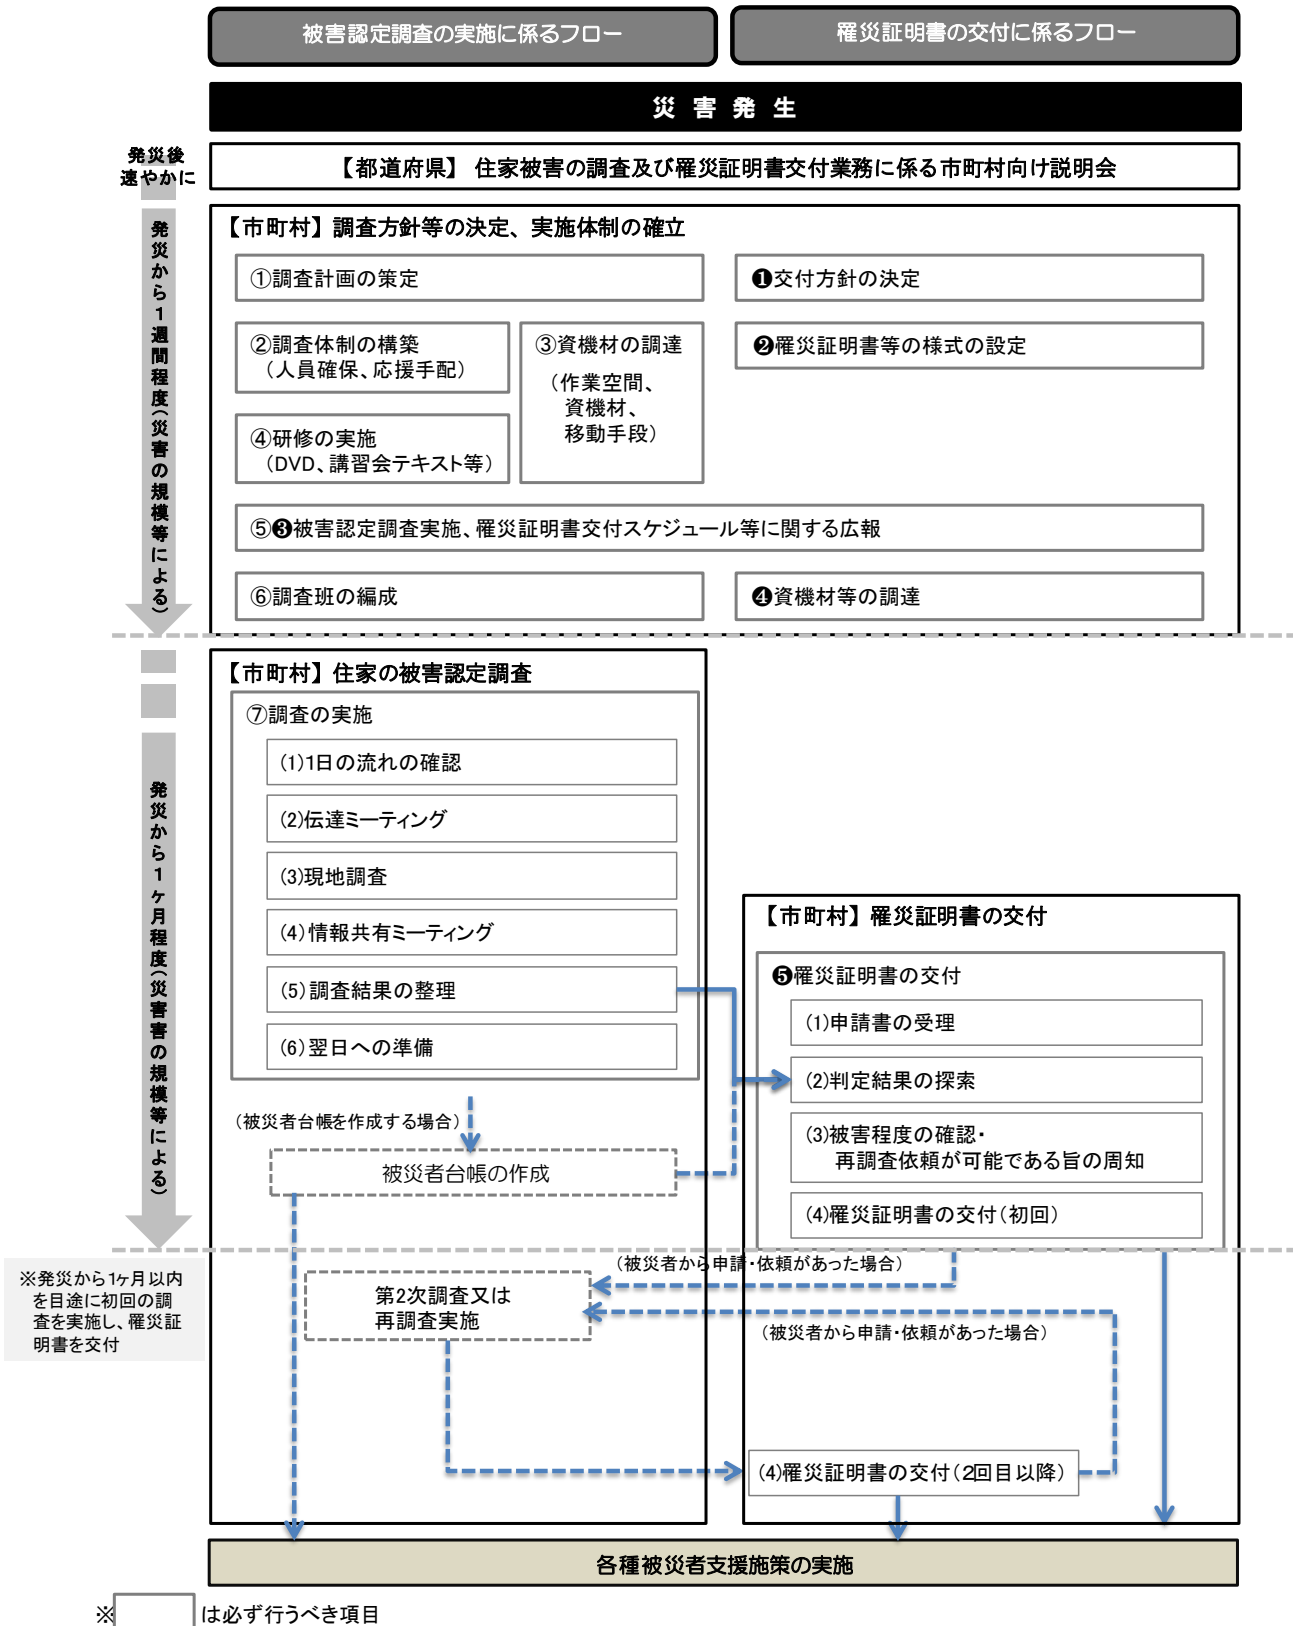 被害認定調査の実施に係るフロー
罹災証明書の交付に係るフロー
災 害 発 生
発災後
速やかに
【都道府県】 住家被害の調査及び罹災証明書交付業務に係る市町村向け説明会
発災から1週間程度(災害の規模等による)
【市町村】調査方針等の決定、実施体制の確立
①調査計画の策定
❶交付方針の決定
②調査体制の構築
(人員確保、応援手配)
③資機材の調達
(作業空間、
資機材、
移動手段)
❷罹災証明書等の様式の設定
④研修の実施
(DVD、講習会テキスト等)
⑤❸被害認定調査実施、罹災証明書交付スケジュール等に関する広報
⑥調査班の編成
❹資機材等の調達
発災から1ヶ月程度(災害害の規模等による)
【市町村】住家の被害認定調査
⑦調査の実施
(1)1日の流れの確認
(2)伝達ミーティング
(3)現地調査
(4)情報共有ミーティング
(5)調査結果の整理
(6)翌日への準備
(被災者台帳を作成する場合)
被災者台帳の作成
【市町村】罹災証明書の交付
❺罹災証明書の交付
(1)申請書の受理
(2)判定結果の探索
(3)被害程度の確認・
再調査依頼が可能である旨の周知
(4)罹災証明書の交付(初回)
※発災から1ヶ月以内
を目途に初回の調
査を実施し、罹災証
明書を交付
(被災者から申請・依頼があった場合)
第2次調査又は
再調査実施
(被災者から申請・依頼があった場合)
(4)罹災証明書の交付(2回目以降)
各種被災者支援施策の実施
※ は必ず行うべき項目